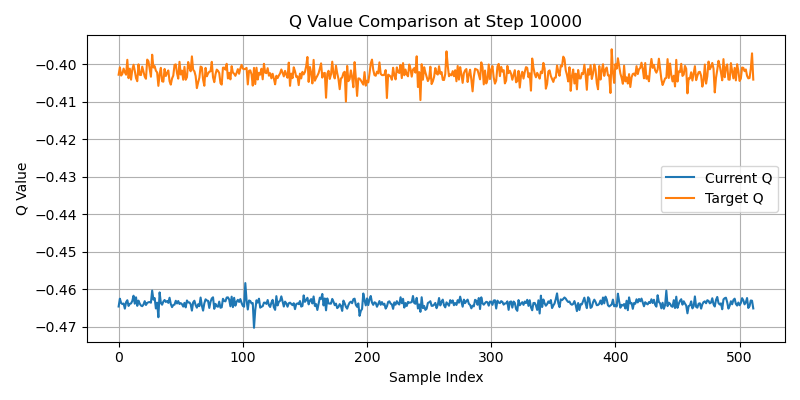 Q Value Comparison at Step 10000
Q Value
−0.40
−0.41
−0.42
−0.43
−0.44
−0.45
−0.46
−0.47
Current Q
Target Q
0
100
200
300
400
500
Sample Index